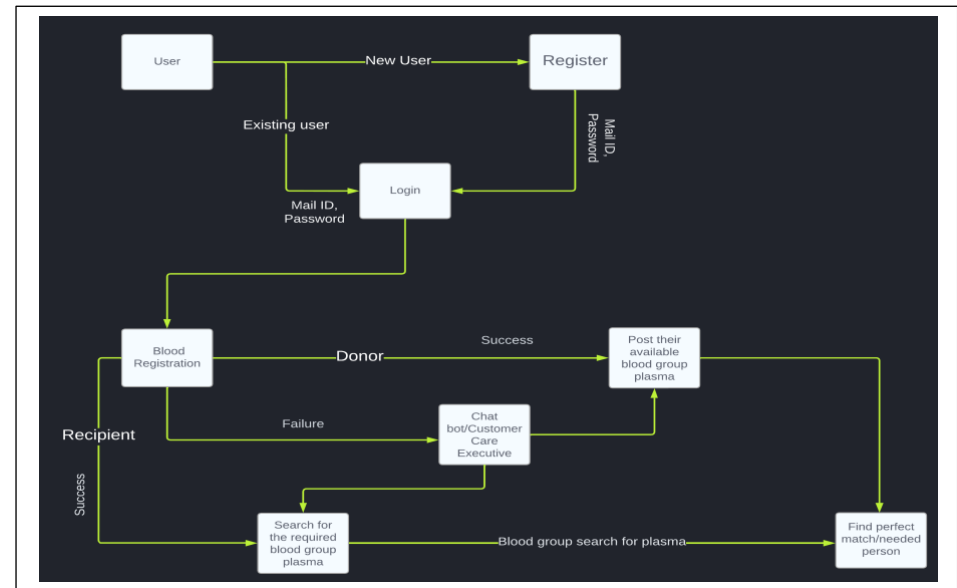 User
New User
Register
Existing user
Mail ID,
Password
Login
Mail ID,
Password
Blood
Registration
Donor
Success
Post their
available
blood group
plasma
Recipient
Failure
Chat
bot/Customer
Care
Executive
Success
Search for
the required
blood group
plasma
Blood group search for plasma
Find perfect
match/needed
person